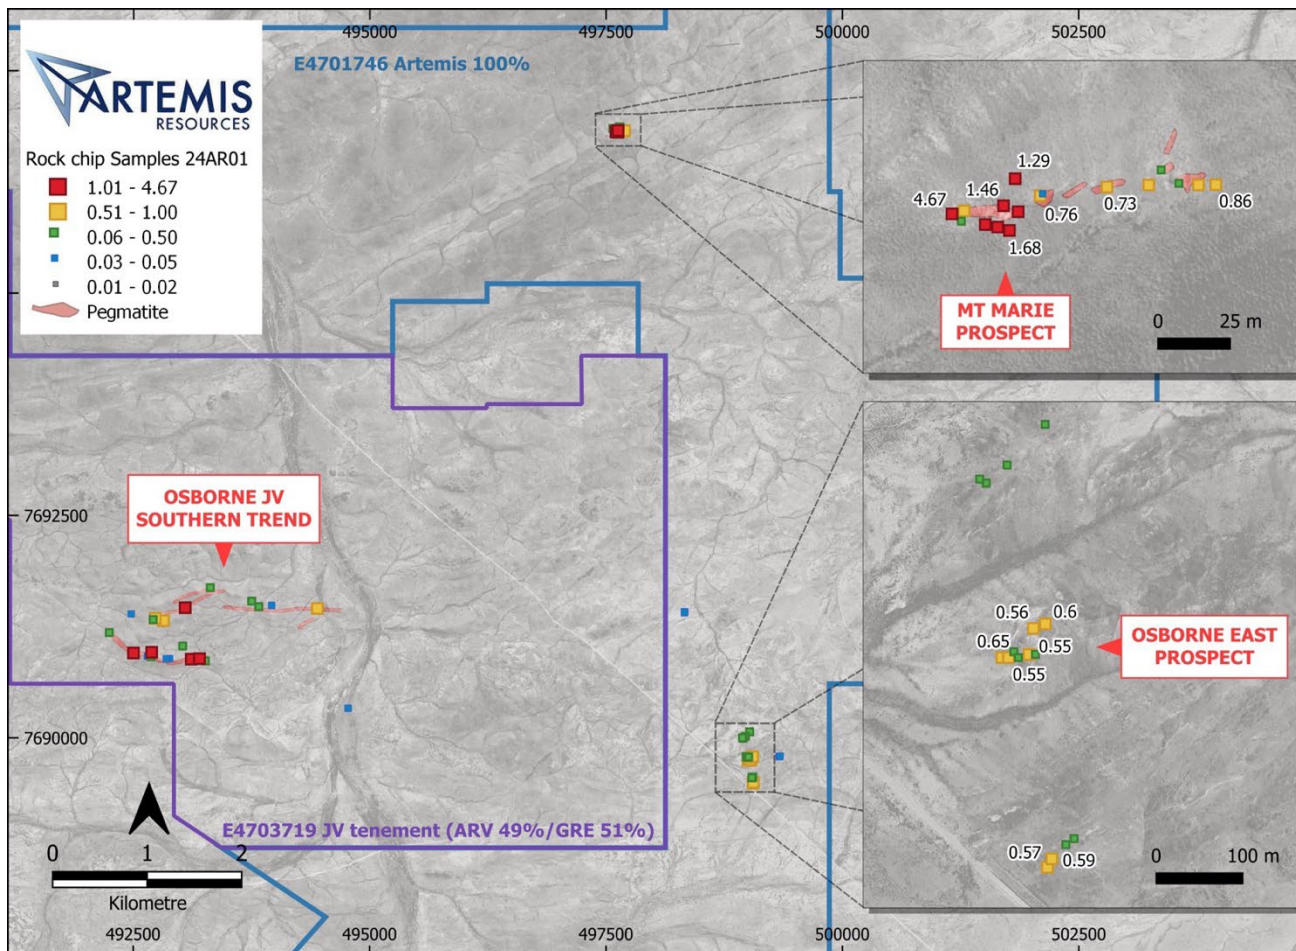 495000
497500
500000
502500
ARTEMIS
RESOURCES
Rock chip Samples 24AR01
1.01 - 4.67
0.51 - 1.00
0.06 - 0.50
0.03 - 0.05
0.01 - 0.02
Pegmatite
E4701746 Artemis 100%
1.29
4.67
1.46
0.76
0.73
0.86
1.68
MT MARIE
PROSPECT
0
25 m
OSBORNE JV
SOUTHERN TREND
7692500
7690000
0.56
0.6
0.65
0.55
0.55
OSBORNE EAST
PROSPECT
0.57
0.59
0
100 m
E4703719 JV tenement (ARV 49%/GRE 51%)
0
1
2
Kilometre
492500
495000
497500
500000
502500